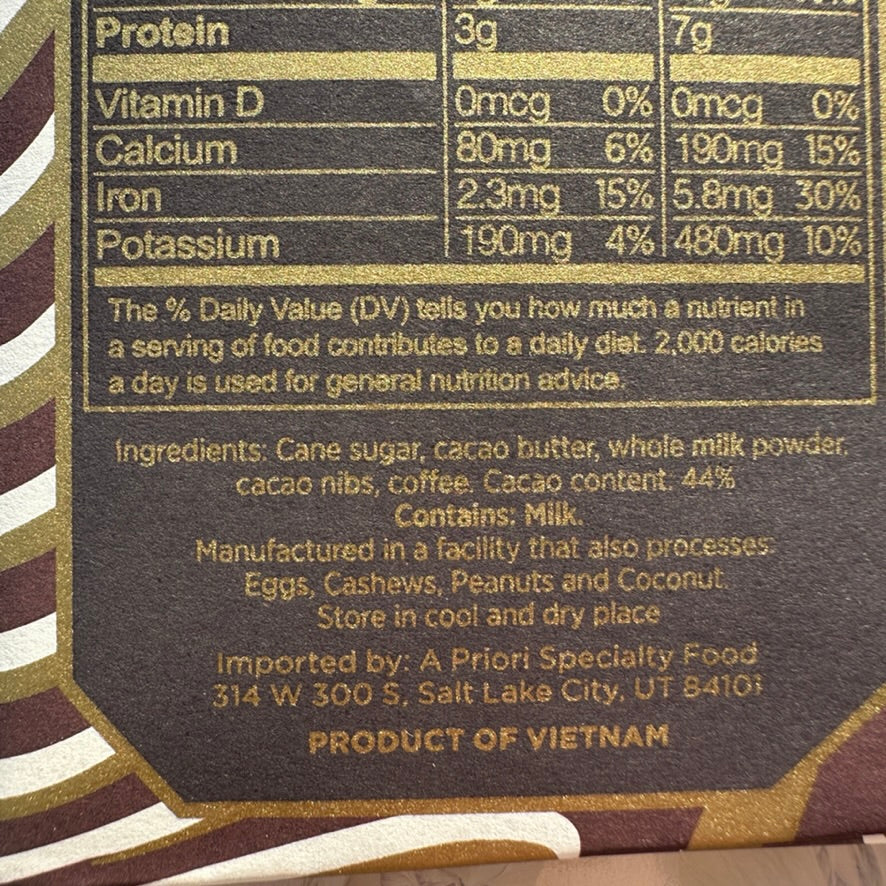 Protein 3g 7g
Vitamin D 0mcg 0% 0mcg 0%
Calcium 80mg 6% 190mg 15%
Iron 2.3mg 15% 5.8mg 30%
Potassium 190mg 4% 480mg 10%
The % Daily Value (DV) tells you how much a nutrient in
a serving of food contributes to a daily diet. 2,000 calories
a day is used for general nutrition advice.
Ingredients: Cane sugar, cacao butter, whole milk powder,
cacao nibs, coffee. Cacao content: 44%
Contains: Milk.
Manufactured in a facility that also processes:
Eggs, Cashews, Peanuts and Coconut.
Store in cool and dry place
Imported by: A Priori Specialty Food
314 W 300 S, Salt Lake City, UT 84101
PRODUCT OF VIETNAM